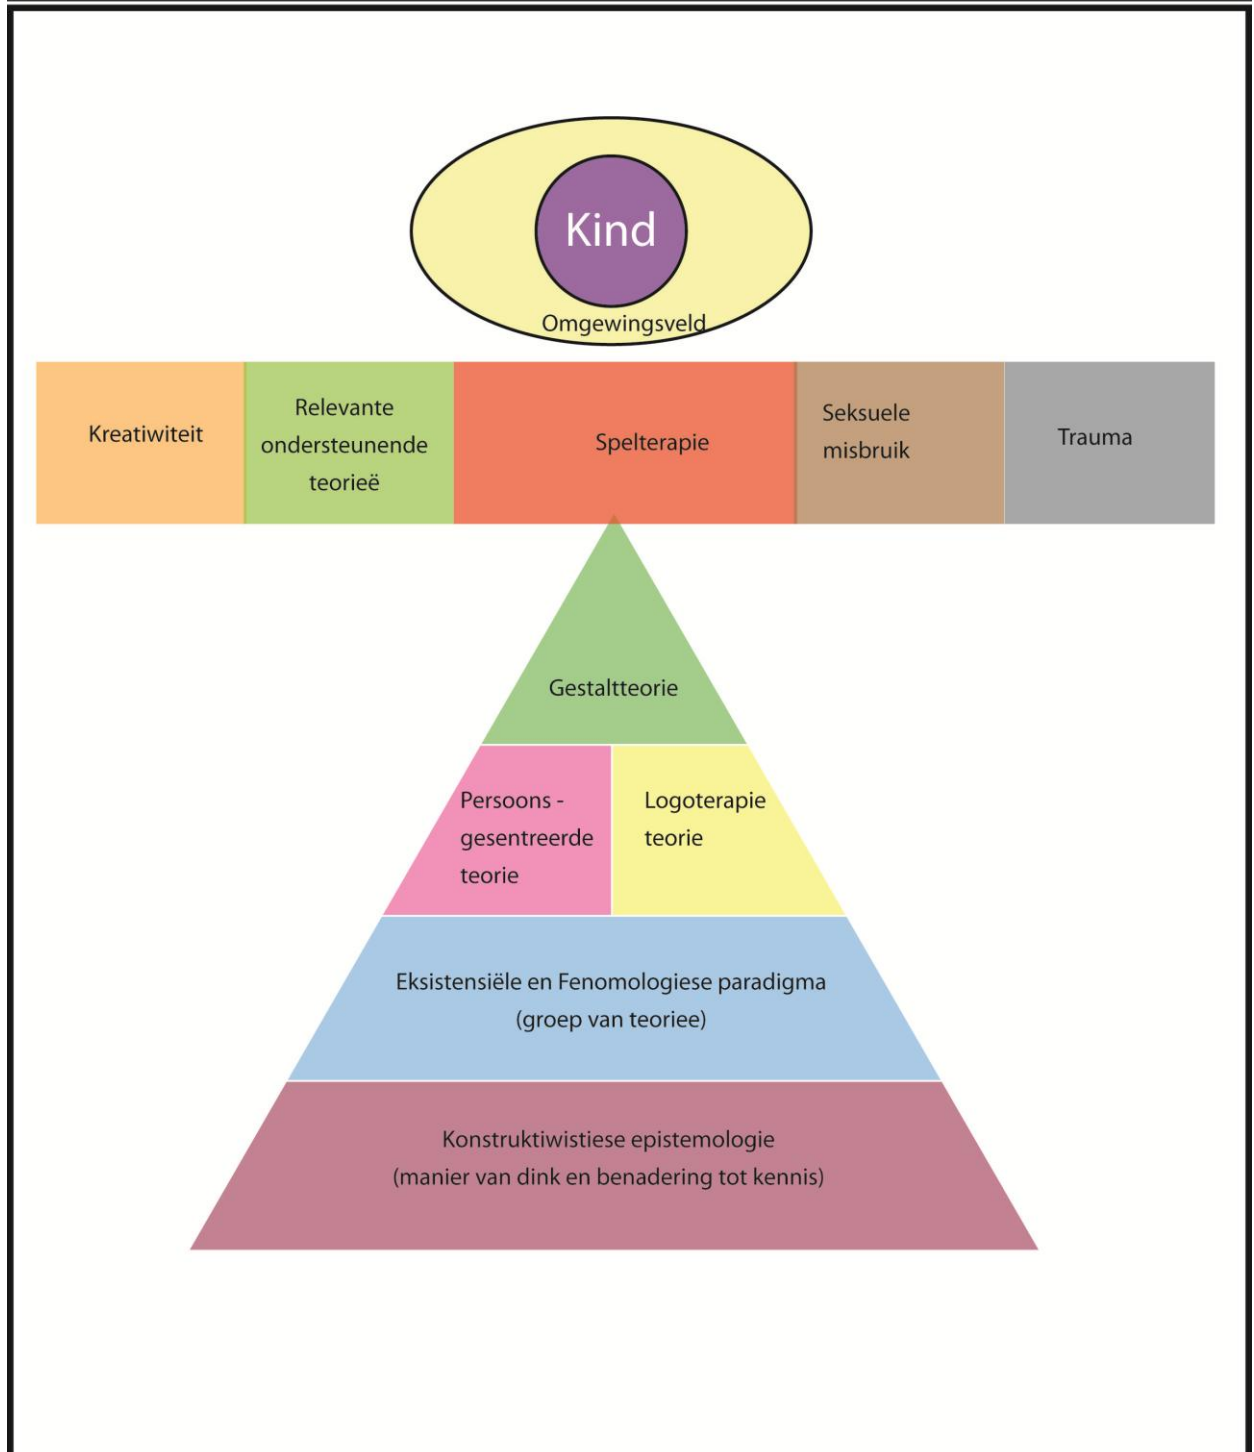 Kind
Omgewingsveld
Kreatiwiteit
Relevante
ondersteunende
teorieë
Spelterapie
Seksuele
misbruik
Trauma
Gestaltteorie
Persoons -
gesentreerde
teorie
Logoterapie
teorie
Eksistensiële en Fenomologiese paradigma
(groep van teoriee)
Konstruktiwistiese epistemologie
(manier van dink en benadering tot kennis)